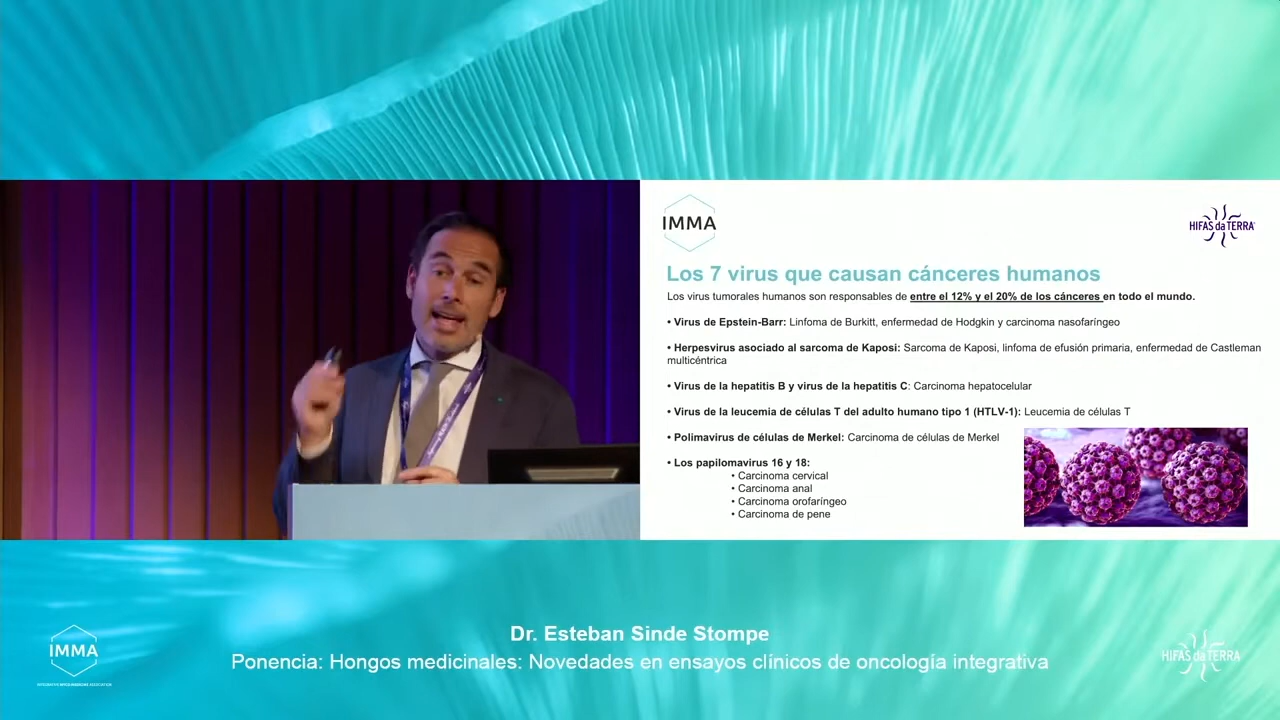 IMMA
HIFAS da TERRA
Los 7 virus que causan cánceres humanos
Los virus tumorales humanos son responsables de entre el 12% y el 20% de los cánceres en todo el mundo.
• Virus de Epstein-Barr: Linfoma de Burkitt, enfermedad de Hodgkin y carcinoma nasofaríngeo
• Herpesvirus asociado al sarcoma de Kaposi: Sarcoma de Kaposi, linfoma de efusión primaria, enfermedad de Castleman
multicéntrica
• Virus de la hepatitis B y virus de la hepatitis C: Carcinoma hepatocelular
• Virus de la leucemia de células T del adulto humano tipo 1 (HTLV-1): Leucemia de células T
• Polimavirus de células de Merkel: Carcinoma de células de Merkel
• Los papilomavirus 16 y 18:
• Carcinoma cervical
• Carcinoma anal
• Carcinoma orofaríngeo
• Carcinoma de pene
Dr. Esteban Sinde Stompe
Ponencia: Hongos medicinales: Novedades en ensayos clínicos de oncología integrativa
IMMA
INTEGRATIVE MYCO MEDICINE ASSOCIATION
HIFAS da TERRA